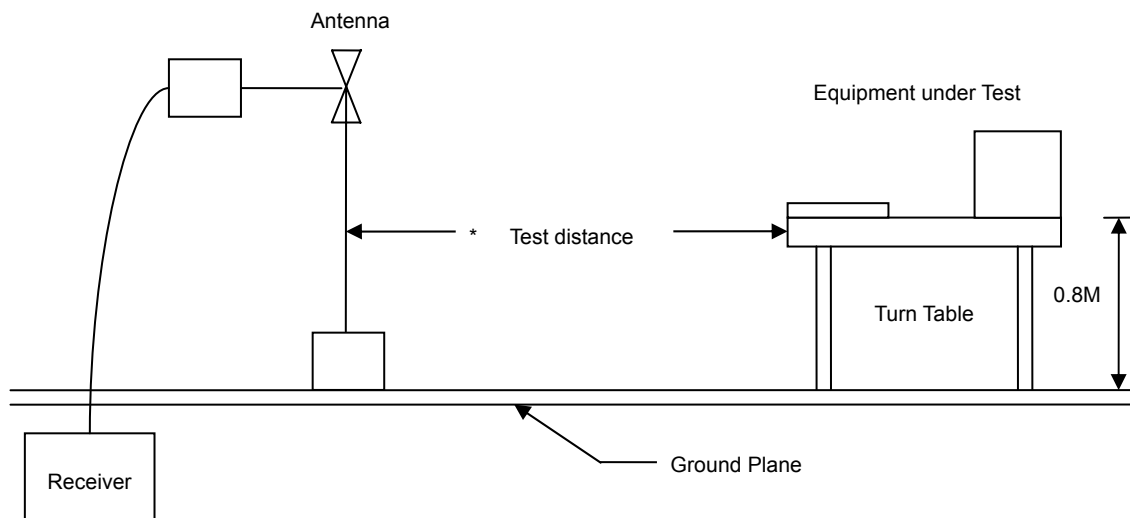 Antenna
Equipment under Test
* Test distance
0.8M
Turn Table
Ground Plane
Receiver